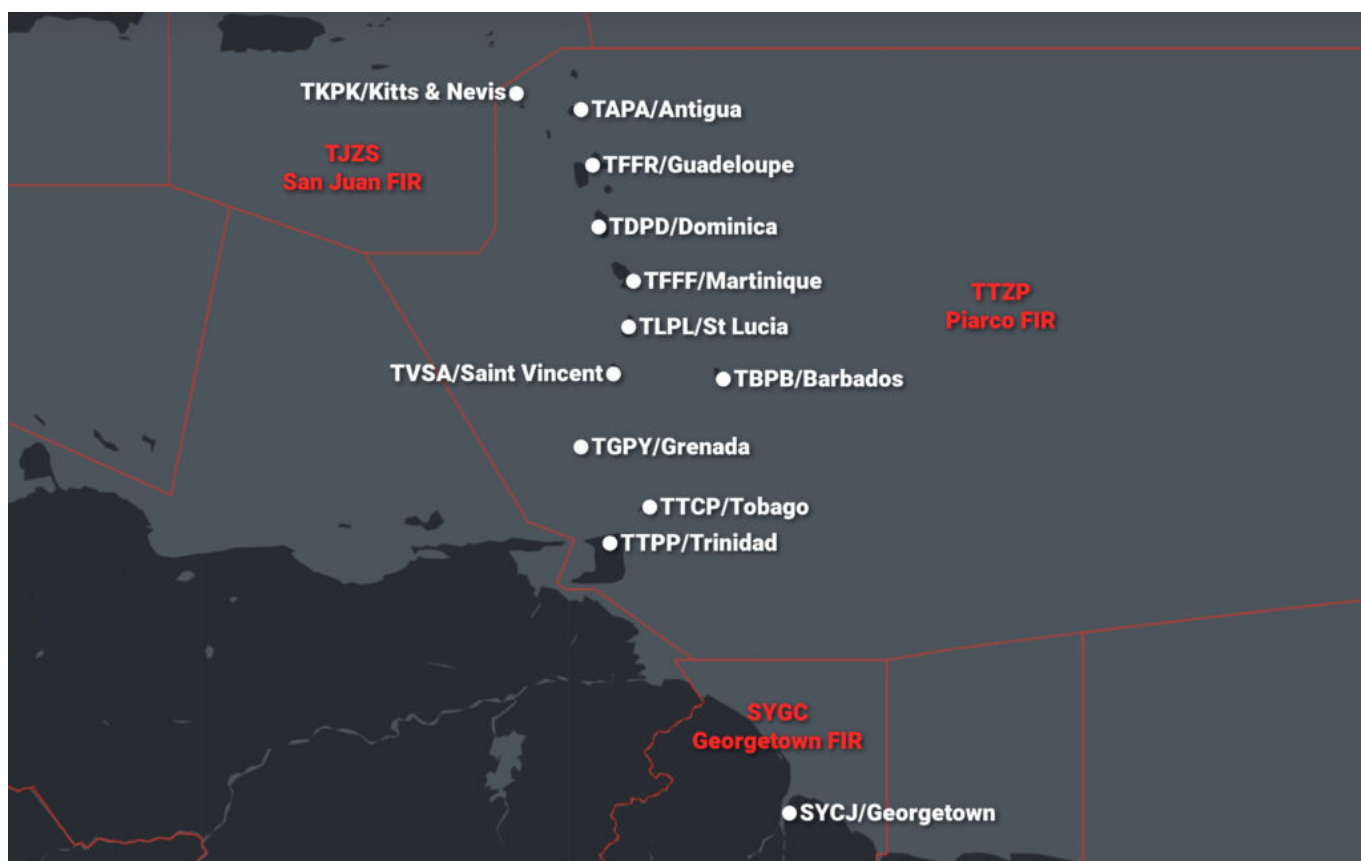 TKPK/Kitts & Nevis
TAPA/Antigua
TJZS
San Juan FIR
TFFR/Guadeloupe
TDPD/Dominica
TFFF/Martinique
TTZP
Piarco FIR
TLPL/St Lucia
TVSA/Saint Vincent
TBPB/Barbados
TGPY/Grenada
TTCP/Tobago
TTPP/Trinidad
SYGC
Georgetown FIR
SYCJ/Georgetown